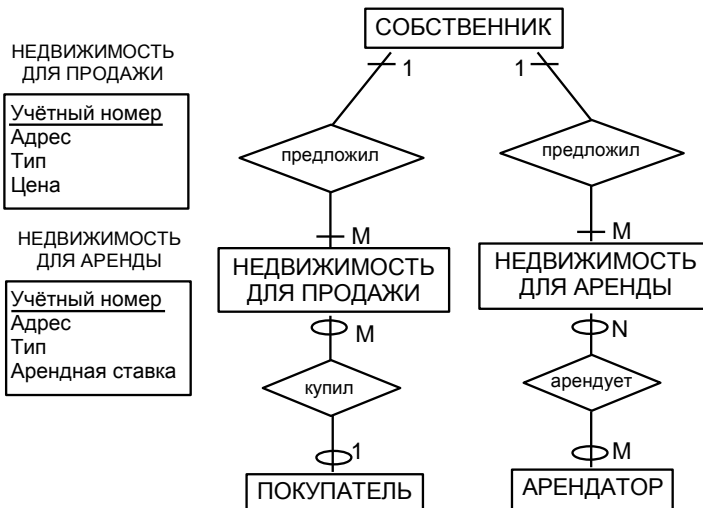 СОБСТВЕННИК
НЕДВИЖИМОСТЬ
ДЛЯ ПРОДАЖИ
1
1
Учётный номер
Адрес
Тип
Цена
предложил
предложил
НЕДВИЖИМОСТЬ
ДЛЯ АРЕНДЫ
M
M
НЕДВИЖИМОСТЬ
ДЛЯ ПРОДАЖИ
НЕДВИЖИМОСТЬ
ДЛЯ АРЕНДЫ
Учётный номер
Адрес
Тип
Арендная ставка
M
N
купил
арендует
1
M
ПОКУПАТЕЛЬ
АРЕНДАТОР